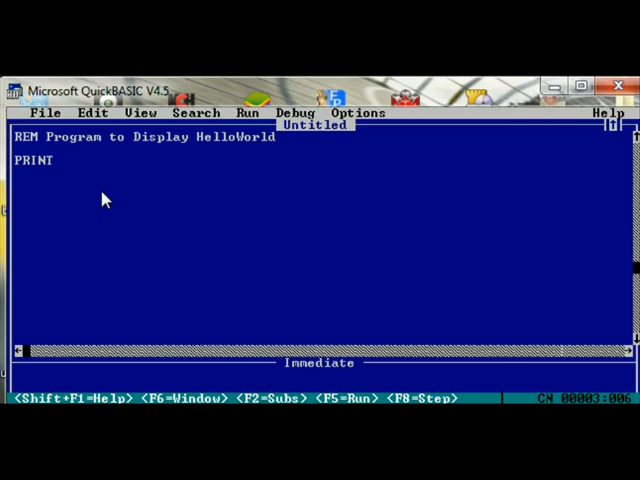 Microsoft QuickBASIC V4.5
File Edit View Search Run Debug Options Help
Untitled
REM Program to Display HelloWorld
PRINT
Immediate
<Shift+F1=Help> <F6=Window> <F2=Subs> <F5=Run> <F8=Step> CN 00003:006